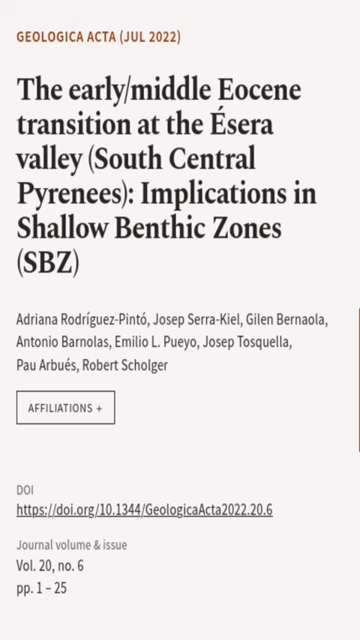 GEOLOGICA ACTA (JUL 2022)
The early/middle Eocene
transition at the Ésera
valley (South Central
Pyrenees): Implications in
Shallow Benthic Zones
(SBZ)
Adriana Rodríguez-Pintó, Josep Serra-Kiel, Gilen Bernaola,
Antonio Barnolas, Emilio L. Pueyo, Josep Tosquella,
Pau Arbués, Robert Scholger
AFFILIATIONS +
DOI
https://doi.org/10.1344/GeologicaActa2022.20.6
Journal volume & issue
Vol. 20, no. 6
pp. 1 – 25